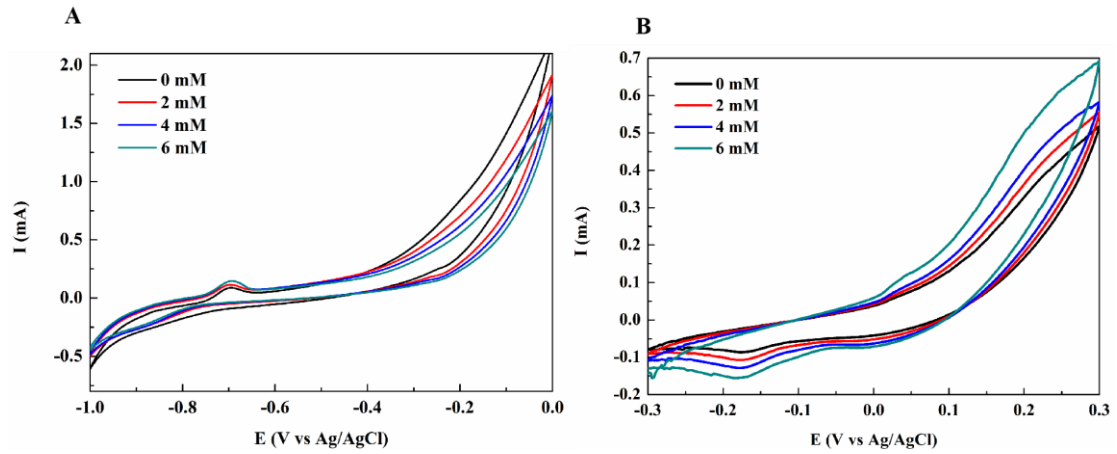 A
2.0
1.5
1.0
0.5
0.0
-0.5
I (mA)
0 mM
2 mM
4 mM
6 mM
-1.0 -0.8 -0.6 -0.4 -0.2 0.0
E (V vs Ag/AgCl)
B
0.7
0.6
0.5
0.4
0.3
0.2
0.1
0.0
-0.1
-0.2
I (mA)
0 mM
2 mM
4 mM
6 mM
-0.3 -0.2 -0.1 0.0 0.1 0.2 0.3
E (V vs Ag/AgCl)